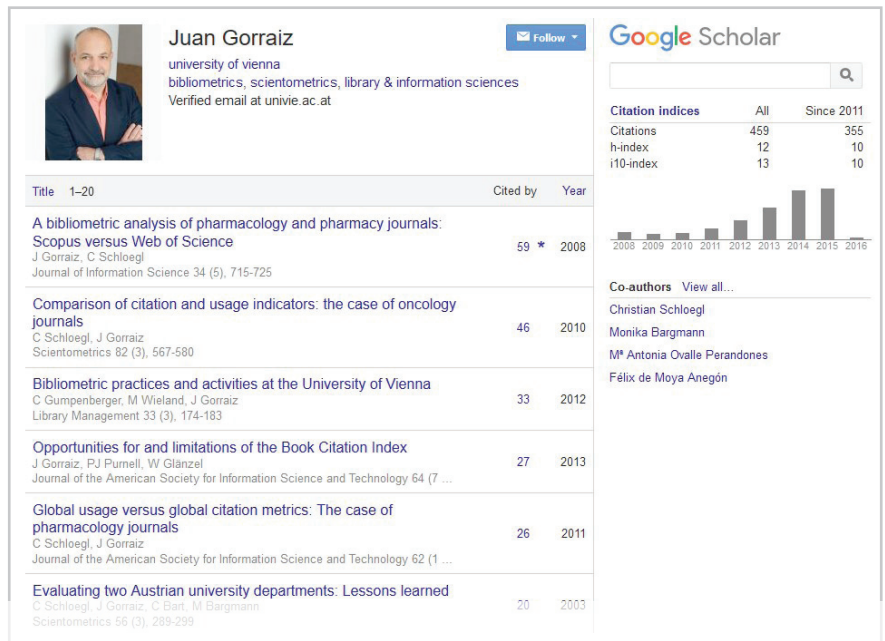 Juan Gorraiz
Follow
university of vienna
bibliometrics, scientometrics, library & information sciences
Verified email at univie.ac.at
Title 1–20 Cited by Year
A bibliometric analysis of pharmacology and pharmacy journals:
Scopus versus Web of Science
J Gorraiz, C Schloegl
Journal of Information Science 34 (5), 715-725
59 * 2008
Comparison of citation and usage indicators: the case of oncology
journals
C Schloegl, J Gorraiz
Scientometrics 82 (3), 567-580
46 2010
Bibliometric practices and activities at the University of Vienna
C Gumpenberger, M Wieland, J Gorraiz
Library Management 33 (3), 174-183
33 2012
Opportunities for and limitations of the Book Citation Index
J Gorraiz, PJ Purnell, W Glänzel
Journal of the American Society for Information Science and Technology 64 (7 ...
27 2013
Global usage versus global citation metrics: The case of
pharmacology journals
C Schloegl, J Gorraiz
Journal of the American Society for Information Science and Technology 62 (1 ...
26 2011
Evaluating two Austrian university departments: Lessons learned
C Schloegl, J Gorraiz, C Bart, M Bargmann
Scientometrics 56 (3), 289-299
20 2003
Google Scholar
Citation indices All Since 2011
Citations 459 355
h-index 12 10
i10-index 13 10
2008 2009 2010 2011 2012 2013 2014 2015 2016
Co-authors View all...
Christian Schloegl
Monika Bargmann
Mª Antonia Ovalle Perandones
Félix de Moya Anegón